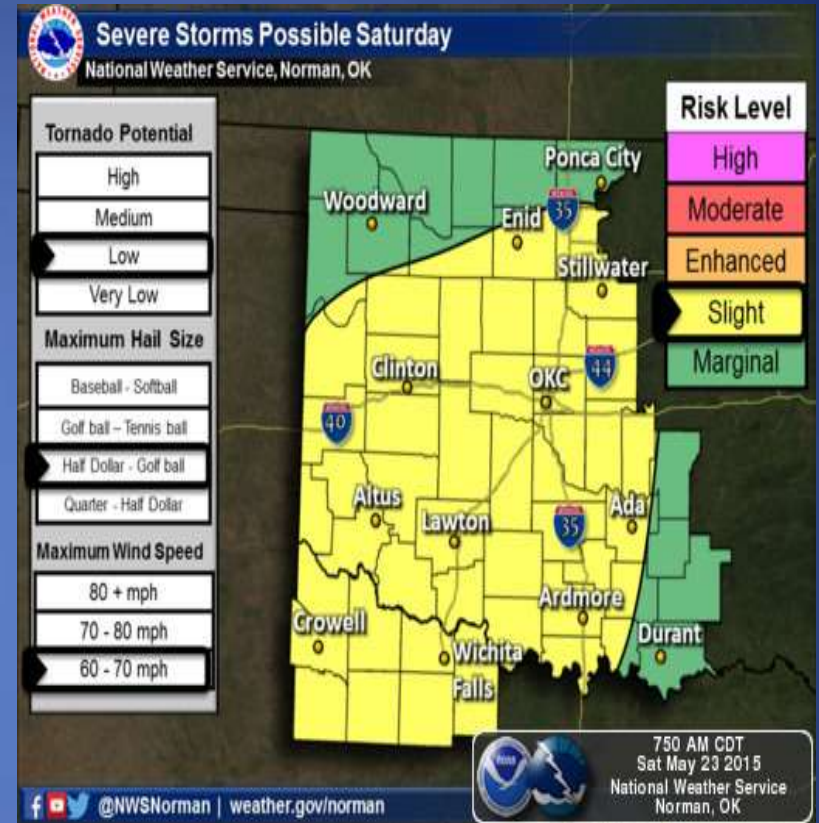 Severe Storms Possible Saturday
National Weather Service, Norman, OK
Tornado Potential
High
Medium
Low
Very Low
Maximum Hail Size
Baseball - Softball
Golf ball – Tennis ball
Half Dollar - Golf ball
Quarter - Half Dollar
Maximum Wind Speed
80 + mph
70 - 80 mph
60 - 70 mph
Risk Level
High
Moderate
Enhanced
Slight
Marginal
Ponca City
Woodward
Enid
35
Stillwater
Clinton
OKC
44
40
Altus
Lawton
35
Ada
Ardmore
Crowell
Durant
Wichita
Falls
750 AM CDT
Sat May 23 2015
National Weather Service
Norman, OK
@NWSNorman | weather.gov/norman